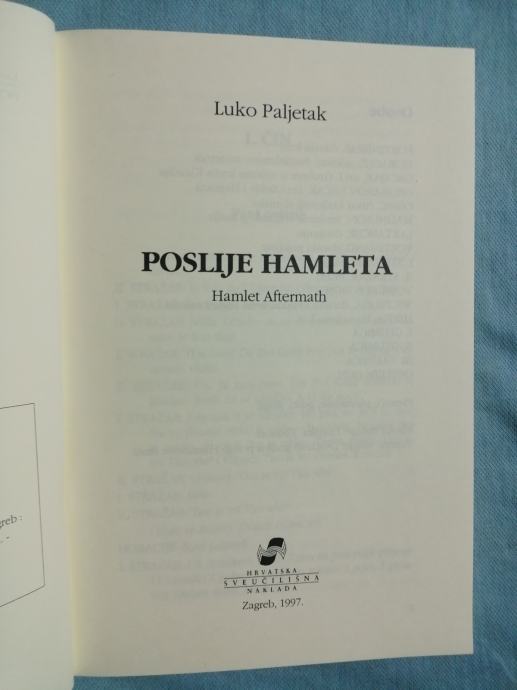 Luko Paljetak
POSLIJE HAMLETA
Hamlet Aftermath
HRVATSKA
SVEUČILIŠNA
NAKLADA
Zagreb, 1997.